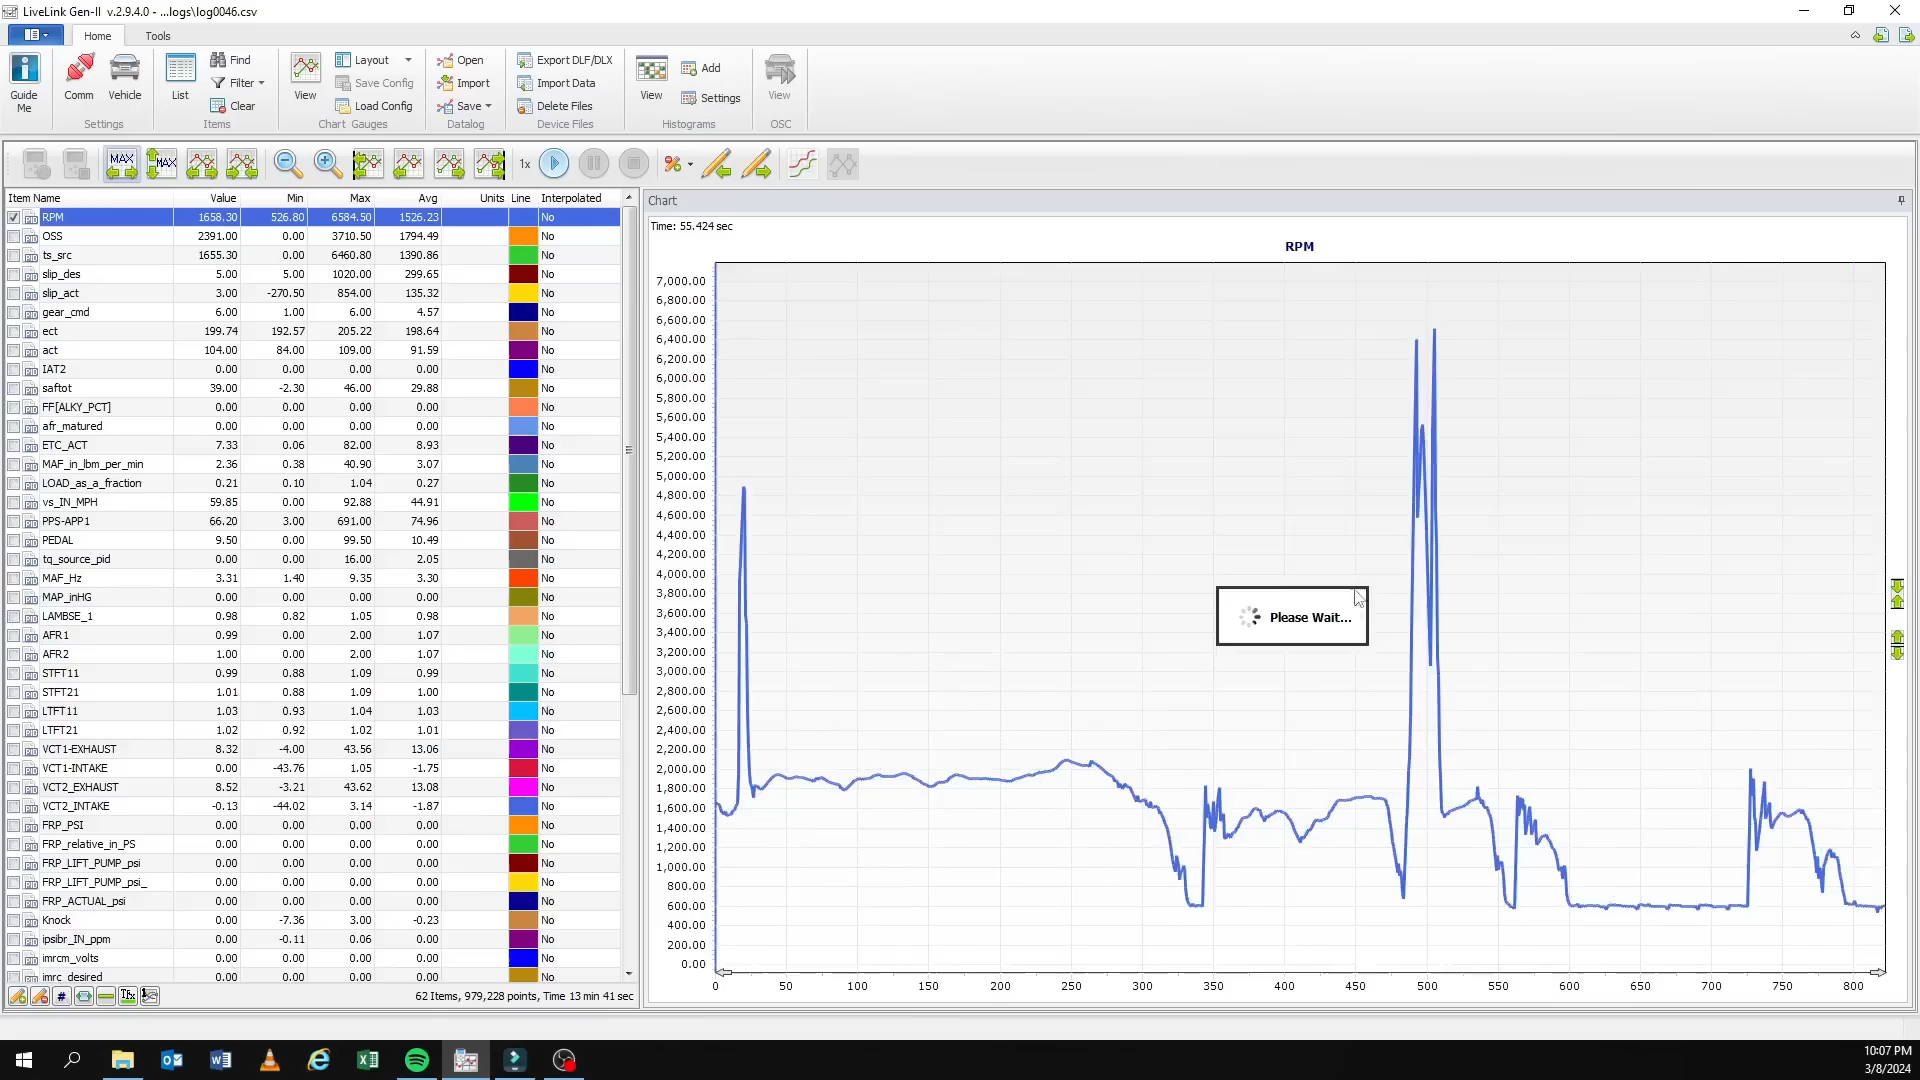 LiveLink Gen-II v.2.9.4.0 - ...logs\log0046.csv
Home Tools
Guide Me
Comm Vehicle
Settings
List Find Filter Clear
Items
View Layout Save Config Load Config
Chart Gauges
Open Import Save
Datalog
Export DLF/DLX Import Data Delete Files
Device Files
View Add Settings
Histograms
View
OSC
MAX MAX 1x
Item Name Value Min Max Avg Units Line Interpolated
RPM 1658.30 526.80 6584.50 1526.23 No
OSS 2391.00 0.00 3710.50 1794.49 No
ts_src 1655.30 0.00 6460.80 1390.86 No
slip_des 5.00 5.00 1020.00 299.65 No
slip_act 3.00 -270.50 854.00 135.32 No
gear_cmd 6.00 1.00 6.00 4.57 No
ect 199.74 192.57 205.22 198.64 No
act 104.00 84.00 109.00 91.59 No
IAT2 0.00 0.00 0.00 0.00 No
saftot 39.00 -2.30 46.00 29.88 No
FF[ALKY_PCT] 0.00 0.00 0.00 0.00 No
afr_matured 0.00 0.00 0.00 0.00 No
ETC_ACT 7.33 0.06 82.00 8.93 No
MAF_in_lbm_per_min 2.36 0.38 40.90 3.07 No
LOAD_as_a_fraction 0.21 0.10 1.04 0.27 No
vs_IN_MPH 59.85 0.00 92.88 44.91 No
PPS-APP1 66.20 3.00 691.00 74.96 No
PEDAL 9.50 0.00 99.50 10.49 No
tq_source_pid 0.00 0.00 16.00 2.05 No
MAF_Hz 3.31 1.40 9.35 3.30 No
MAP_inHG 0.00 0.00 0.00 0.00 No
LAMBSE_1 0.98 0.82 1.05 0.98 No
AFR1 0.99 0.00 2.00 1.07 No
AFR2 1.00 0.00 2.00 1.07 No
STFT11 0.99 0.88 1.09 0.99 No
STFT21 1.01 0.88 1.09 1.00 No
LTFT11 1.03 0.93 1.04 1.03 No
LTFT21 1.02 0.92 1.02 1.01 No
VCT1-EXHAUST 8.32 -4.00 43.56 13.06 No
VCT1-INTAKE 0.00 -43.76 1.05 -1.75 No
VCT2_EXHAUST 8.52 -3.21 43.62 13.08 No
VCT2_INTAKE -0.13 -44.02 3.14 -1.87 No
FRP_PSI 0.00 0.00 0.00 0.00 No
FRP_relative_in_PS 0.00 0.00 0.00 0.00 No
FRP_LIFT_PUMP_psi 0.00 0.00 0.00 0.00 No
FRP_LIFT_PUMP_psi_ 0.00 0.00 0.00 0.00 No
FRP_ACTUAL_psi 0.00 0.00 0.00 0.00 No
Knock 0.00 -7.36 3.00 -0.23 No
ipsibr_IN_ppm 0.00 -0.11 0.06 0.00 No
imrcm_volts 0.00 0.00 0.00 0.00 No
imrc_desired 0.00 0.00 0.00 0.00 No
62 Items, 979,228 points, Time 13 min 41 sec
Chart
Time: 55.424 sec
RPM
7,000.00
6,800.00
6,600.00
6,400.00
6,200.00
6,000.00
5,800.00
5,600.00
5,400.00
5,200.00
5,000.00
4,800.00
4,600.00
4,400.00
4,200.00
4,000.00
3,800.00
3,600.00
3,400.00
3,200.00
3,000.00
2,800.00
2,600.00
2,400.00
2,200.00
2,000.00
1,800.00
1,600.00
1,400.00
1,200.00
1,000.00
800.00
600.00
400.00
200.00
0.00
Please Wait...
0 50 100 150 200 250 300 350 400 450 500 550 600 650 700 750 800
10:07 PM
3/8/2024